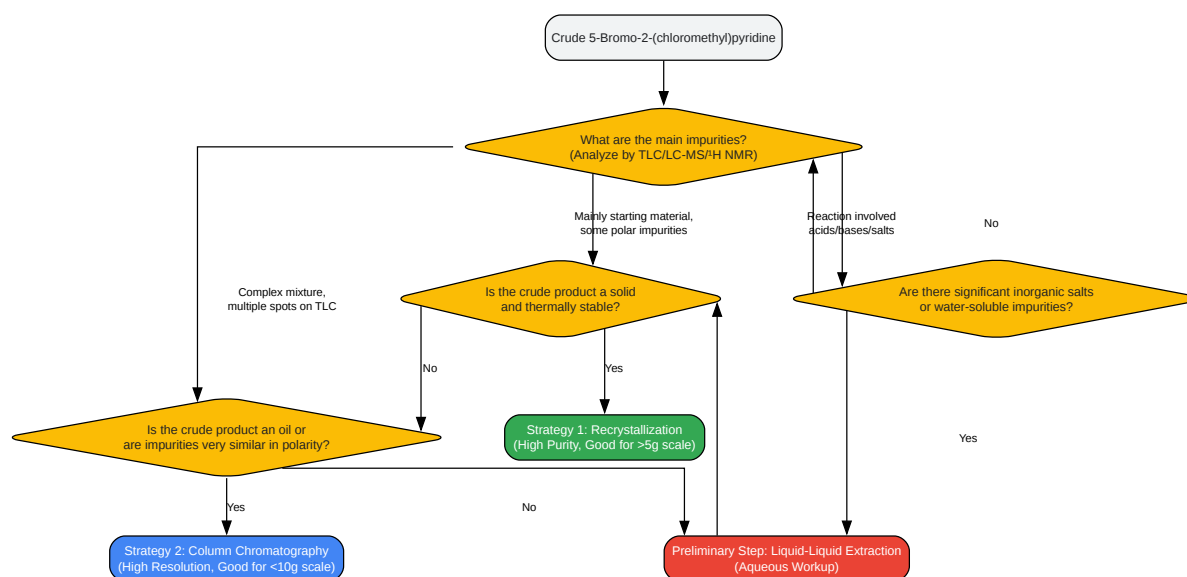 Crude 5-Bromo-2-(chloromethyl)pyridine
What are the main impurities?
(Analyze by TLC/LC-MS/¹H NMR)
Mainly starting material,
some polar impurities
Reaction involved
acids/bases/salts
No
Complex mixture,
multiple spots on TLC
Is the crude product a solid
and thermally stable?
Are there significant inorganic salts
or water-soluble impurities?
No
Yes
Is the crude product an oil or
are impurities very similar in polarity?
Strategy 1: Recrystallization
(High Purity, Good for >5g scale)
Yes
Yes
No
Strategy 2: Column Chromatography
(High Resolution, Good for <10g scale)
Preliminary Step: Liquid-Liquid Extraction
(Aqueous Workup)